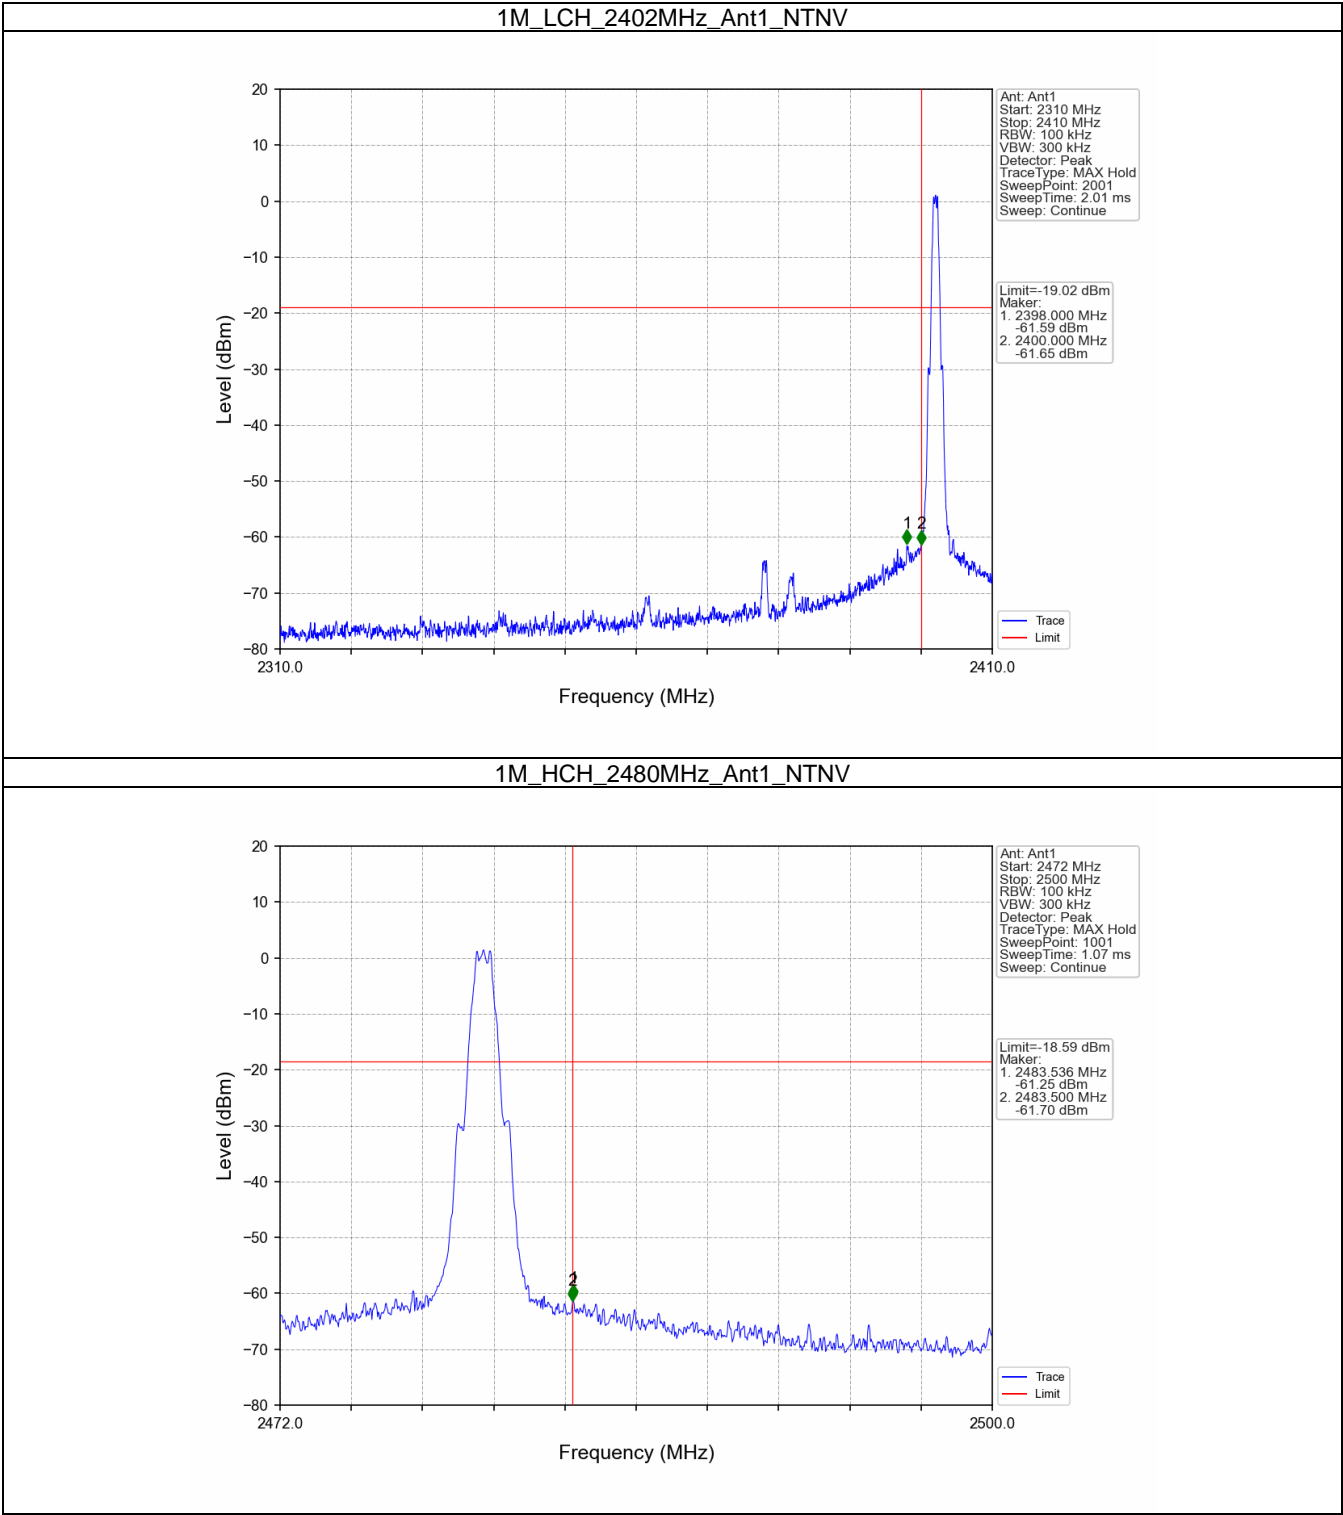 1M_LCH_2402MHz_Ant1_NTNV
20
10
0
−10
−20
−30
−40
−50
−60
−70
−80
Level (dBm)
2310.0
2410.0
Frequency (MHz)
1
2
Ant: Ant1
Start: 2310 MHz
Stop: 2410 MHz
RBW: 100 kHz
VBW: 300 kHz
Detector: Peak
TraceType: MAX Hold
SweepPoint: 2001
SweepTime: 2.01 ms
Sweep: Continue
Limit=-19.02 dBm
Maker:
1. 2398.000 MHz
-61.59 dBm
2. 2400.000 MHz
-61.65 dBm
Trace
Limit
1M_HCH_2480MHz_Ant1_NTNV
20
10
0
−10
−20
−30
−40
−50
−60
−70
−80
Level (dBm)
2472.0
2500.0
Frequency (MHz)
1
2
Ant: Ant1
Start: 2472 MHz
Stop: 2500 MHz
RBW: 100 kHz
VBW: 300 kHz
Detector: Peak
TraceType: MAX Hold
SweepPoint: 1001
SweepTime: 1.07 ms
Sweep: Continue
Limit=-18.59 dBm
Maker:
1. 2483.536 MHz
-61.25 dBm
2. 2483.500 MHz
-61.70 dBm
Trace
Limit